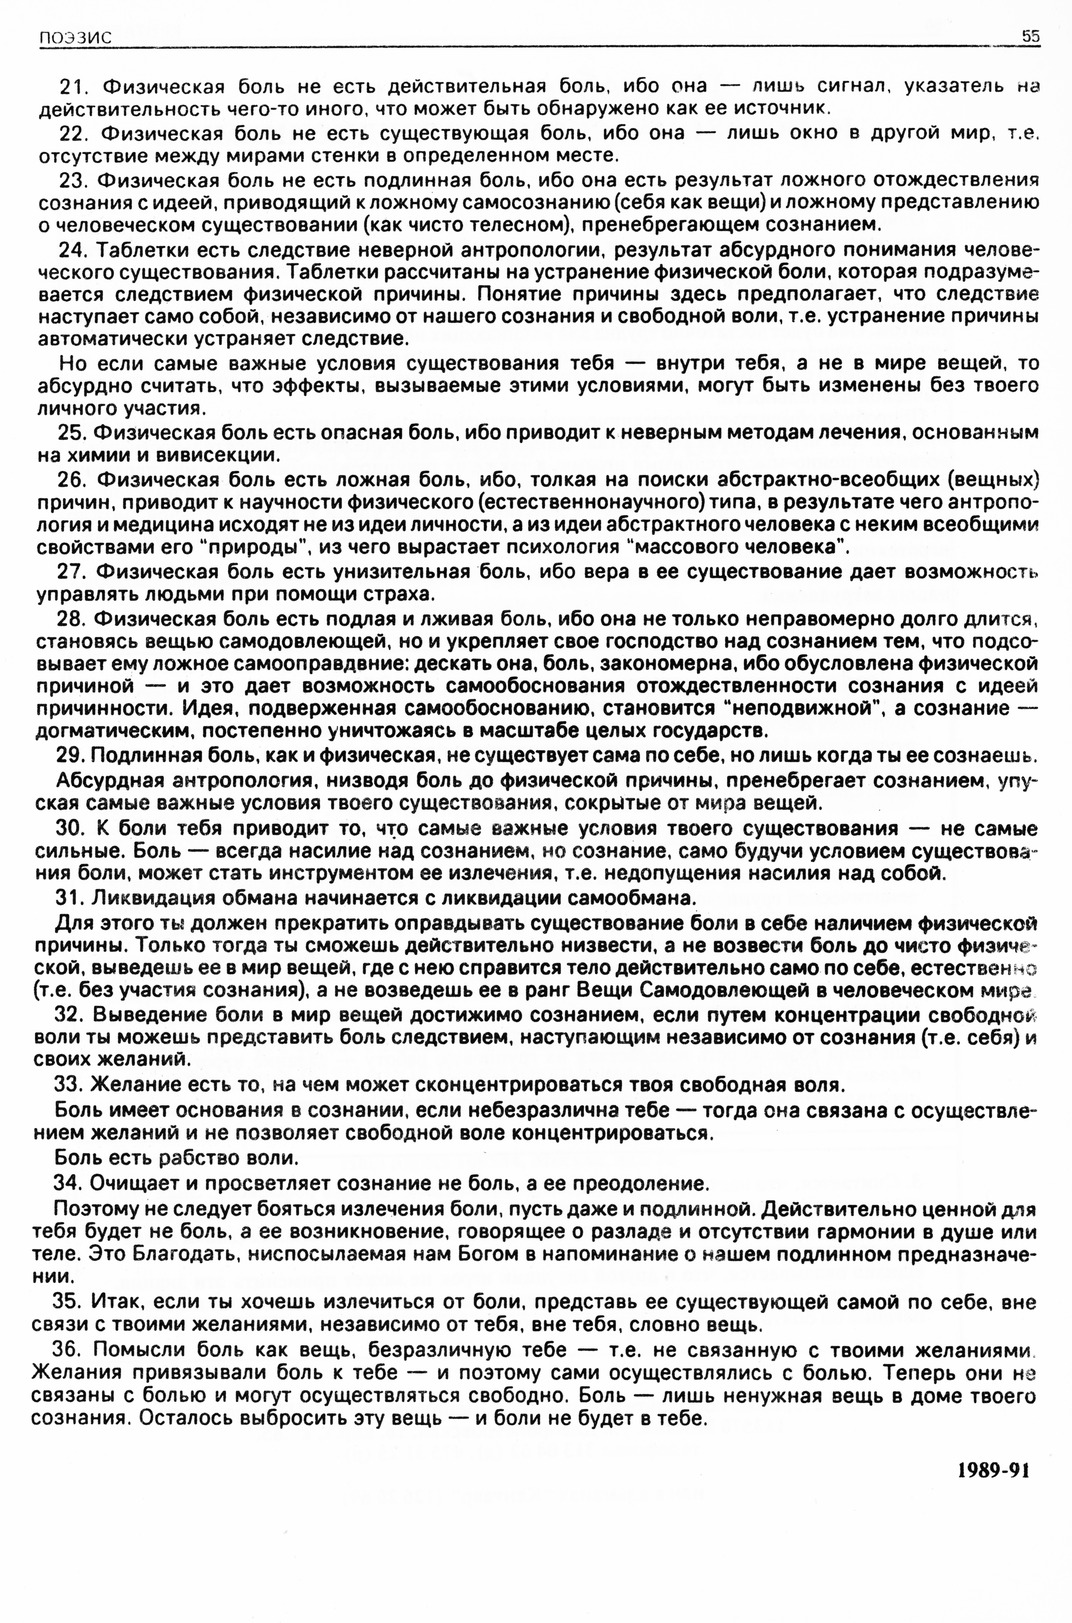 ПОЭЗИС 55
21. Физическая боль не есть действительная боль, ибо она — лишь сигнал, указатель на
действительность чего-то иного, что может быть обнаружено как ее источник.
22. Физическая боль не есть существующая боль, ибо она — лишь окно в другой мир, т.е.
отсутствие между мирами стенки в определенном месте.
23. Физическая боль не есть подлинная боль, ибо она есть результат ложного отождествления
сознания с идеей, приводящий к ложному самосознанию (себя как вещи) и ложному представлению
о человеческом существовании (как чисто телесном), пренебрегающем сознанием.
24. Таблетки есть следствие неверной антропологии, результат абсурдного понимания челове-
ческого существования. Таблетки рассчитаны на устранение физической боли, которая подразуме-
вается следствием физической причины. Понятие причины здесь предполагает, что следствие
наступает само собой, независимо от нашего сознания и свободной воли, т.е. устранение причины
автоматически устраняет следствие.
Но если самые важные условия существования тебя — внутри тебя, а не в мире вещей, то
абсурдно считать, что эффекты, вызываемые этими условиями, могут быть изменены без твоего
личного участия.
25. Физическая боль есть опасная боль, ибо приводит к неверным методам лечения, основанным
на химии и вивисекции.
26. Физическая боль есть ложная боль, ибо, толкая на поиски абстрактно-всеобщих (вещных)
причин, приводит к научности физического (естественнонаучного) типа, в результате чего антропо-
логия и медицина исходят не из идеи личности, а из идеи абстрактного человека с неким всеобщими
свойствами его "природы", из чего вырастает психология "массового человека".
27. Физическая боль есть унизительная боль, ибо вера в ее существование дает возможность
управлять людьми при помощи страха.
28. Физическая боль есть подлая и лживая боль, ибо она не только неправомерно долго длится,
становясь вещью самодовлеющей, но и укрепляет свое господство над сознанием тем, что подсо-
вывает ему ложное самооправдвние: дескать она, боль, закономерна, ибо обусловлена физической
причиной — и это дает возможность самообоснования отождествленности сознания с идеей
причинности. Идея, подверженная самообоснованию, становится "неподвижной", а сознание —
догматическим, постепенно уничтожаясь в масштабе целых государств.
29. Подлинная боль, как и физическая, не существует сама по себе, но лишь когда ты ее сознаешь.
Абсурдная антропология, низводя боль до физической причины, пренебрегает сознанием, упу-
ская самые важные условия твоего существования, сокрытые от мира вещей.
30. К боли тебя приводит то, что самые важные условия твоего существования — не самые
сильные. Боль — всегда насилие над сознанием, но сознание, само будучи условием существова-
ния боли, может стать инструментом ее излечения, т.е. недопущения насилия над собой.
31. Ликвидация обмана начинается с ликвидации самообмана.
Для этого ты должен прекратить оправдывать существование боли в себе наличием физической
причины. Только тогда ты сможешь действительно низвести, а не возвести боль до чисто физиче-
ской, выведешь ее в мир вещей, где с нею справится тело действительно само по себе, естественно
(т.е. без участия сознания), а не возведешь ее в ранг Вещи Самодовлеющей в человеческом мире.
32. Выведение боли в мир вещей достижимо сознанием, если путем концентрации свободной
воли ты можешь представить боль следствием, наступающим независимо от сознания (т.е. себя) и
своих желаний.
33. Желание есть то, на чем может сконцентрироваться твоя свободная воля.
Боль имеет основания в сознании, если небезразлична тебе — тогда она связана с осуществле-
нием желаний и не позволяет свободной воле концентрироваться.
Боль есть рабство воли.
34. Очищает и просветляет сознание не боль, а ее преодоление.
Поэтому не следует бояться излечения боли, пусть даже и подлинной. Действительно ценной для
тебя будет не боль, а ее возникновение, говорящее о разладе и отсутствии гармонии в душе или
теле. Это Благодать, ниспосылаемая нам Богом в напоминание о нашем подлинном предназначе-
нии.
35. Итак, если ты хочешь излечиться от боли, представь ее существующей самой по себе, вне
связи с твоими желаниями, независимо от тебя, вне тебя, словно вещь.
36. Помысли боль как вещь, безразличную тебе — т.е. не связанную с твоими желаниями.
Желания привязывали боль к тебе — и поэтому сами осуществлялись с болью. Теперь они не
связаны с болью и могут осуществляться свободно. Боль — лишь ненужная вещь в доме твоего
сознания. Осталось выбросить эту вещь — и боли не будет в тебе.
1989-91